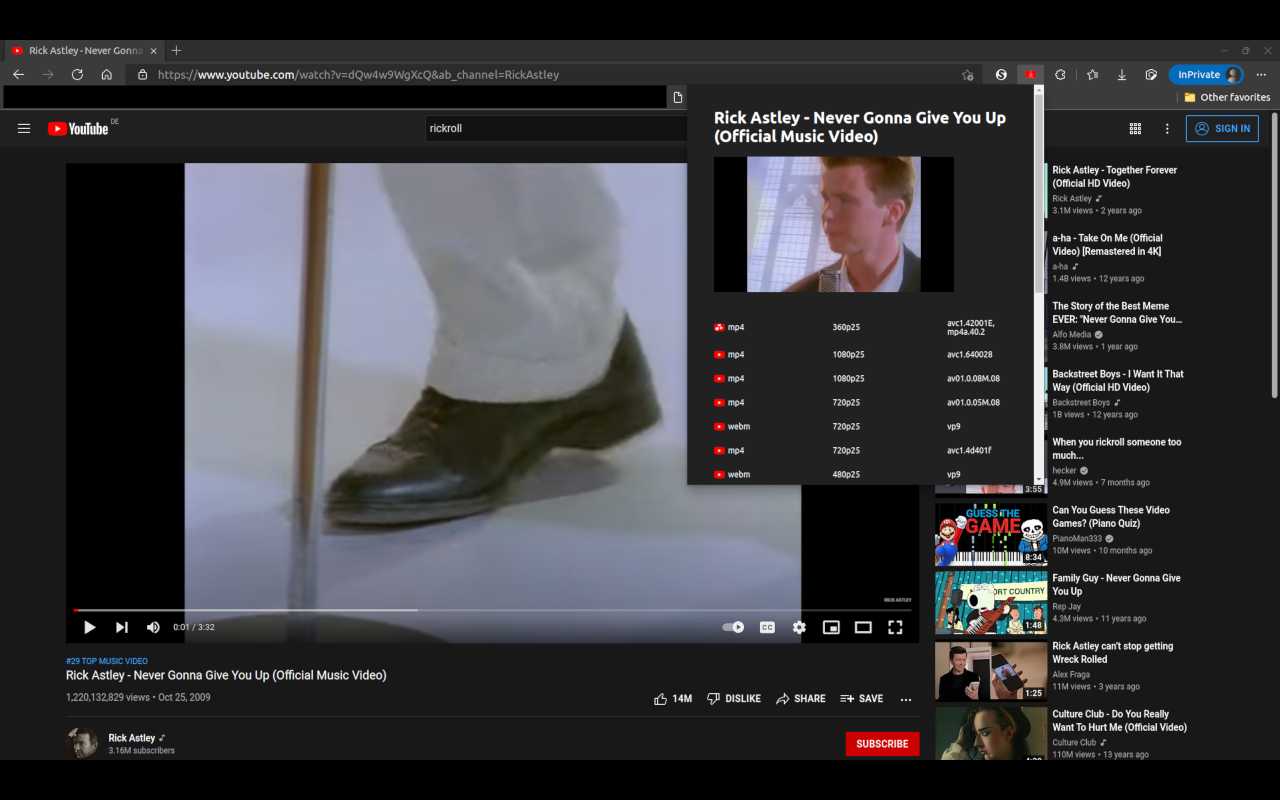 Rick Astley - Never Gonna
https://www.youtube.com/watch?v=dQw4w9WgXcQ&ab_channel=RickAstley
InPrivate
Other favorites
YouTube DE
rickroll
SIGN IN
Rick Astley - Never Gonna Give You Up
(Official Music Video)
mp4 360p25 avc1.42001E,
mp4a.40.2
mp4 1080p25 avc1.640028
mp4 1080p25 av01.0.08M.08
mp4 720p25 av01.0.05M.08
webm 720p25 vp9
mp4 720p25 avc1.4d401f
webm 480p25 vp9
RICK ASTLEY
0:01 / 3:32
CC
#29 TOP MUSIC VIDEO
Rick Astley - Never Gonna Give You Up (Official Music Video)
1,220,132,829 views • Oct 25, 2009
14M DISLIKE SHARE SAVE
Rick Astley
3.16M subscribers
SUBSCRIBE
Rick Astley - Together Forever
(Official HD Video)
Rick Astley
3.1M views • 2 years ago
a-ha - Take On Me (Official
Video) [Remastered in 4K]
a-ha
1.4B views • 12 years ago
The Story of the Best Meme
EVER: "Never Gonna Give You...
Alfo Media
3.8M views • 1 year ago
Backstreet Boys - I Want It That
Way (Official HD Video)
Backstreet Boys
1B views • 12 years ago
When you rickroll someone too
much...
hecker
4.9M views • 7 months ago
3:55
GUESS THE
GAME
8:34
Can You Guess These Video
Games? (Piano Quiz)
PianoMan333
10M views • 10 months ago
COUNTRY
1:48
Family Guy - Never Gonna Give
You Up
Rep Jay
4.3M views • 11 years ago
1:25
Rick Astley can't stop getting
Wreck Rolled
Alex Fraga
11M views • 3 years ago
Culture Club - Do You Really
Want To Hurt Me (Official Video)
Culture Club
110M views • 13 years ago